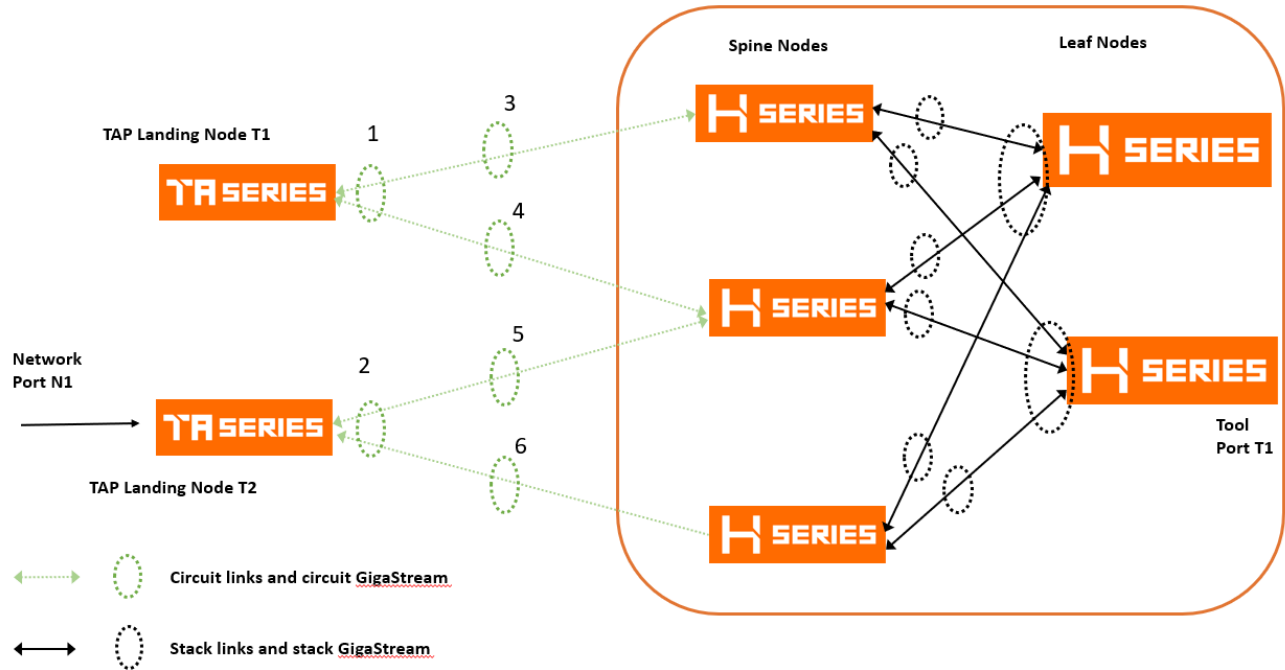 Spine Nodes
Leaf Nodes
3
TAP Landing Node T1
1
H SERIES
H SERIES
TA SERIES
4
H SERIES
5
Network
Port N1
2
H SERIES
TA SERIES
Tool
Port T1
6
TAP Landing Node T2
H SERIES
Circuit links and circuit GigaStream
Stack links and stack GigaStream